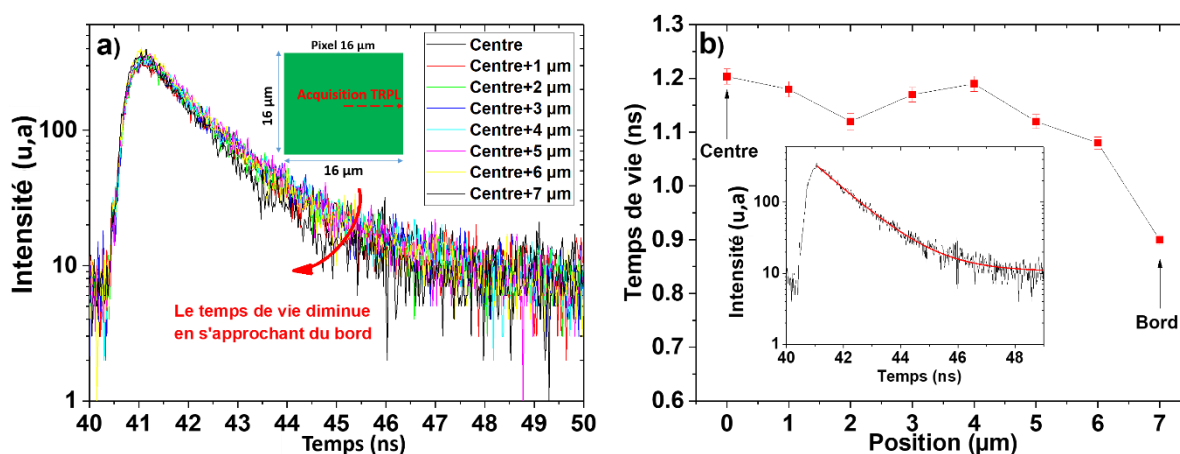 a)
Intensité (u,a)
100
10
1
40 41 42 43 44 45 46 47 48 49 50
Temps (ns)
Pixel 16 µm
16 µm
Acquisition TRPL
16 µm
Centre
Centre+1 µm
Centre+2 µm
Centre+3 µm
Centre+4 µm
Centre+5 µm
Centre+6 µm
Centre+7 µm
Le temps de vie diminue
en s'approchant du bord
b)
Temps de vie (ns)
1.3
1.2
1.1
1.0
0.9
0.8
0.7
0.6
0 1 2 3 4 5 6 7
Position (µm)
Centre
Bord
Intensité (u,a)
100
10
1
40 42 44 46 48
Temps (ns)